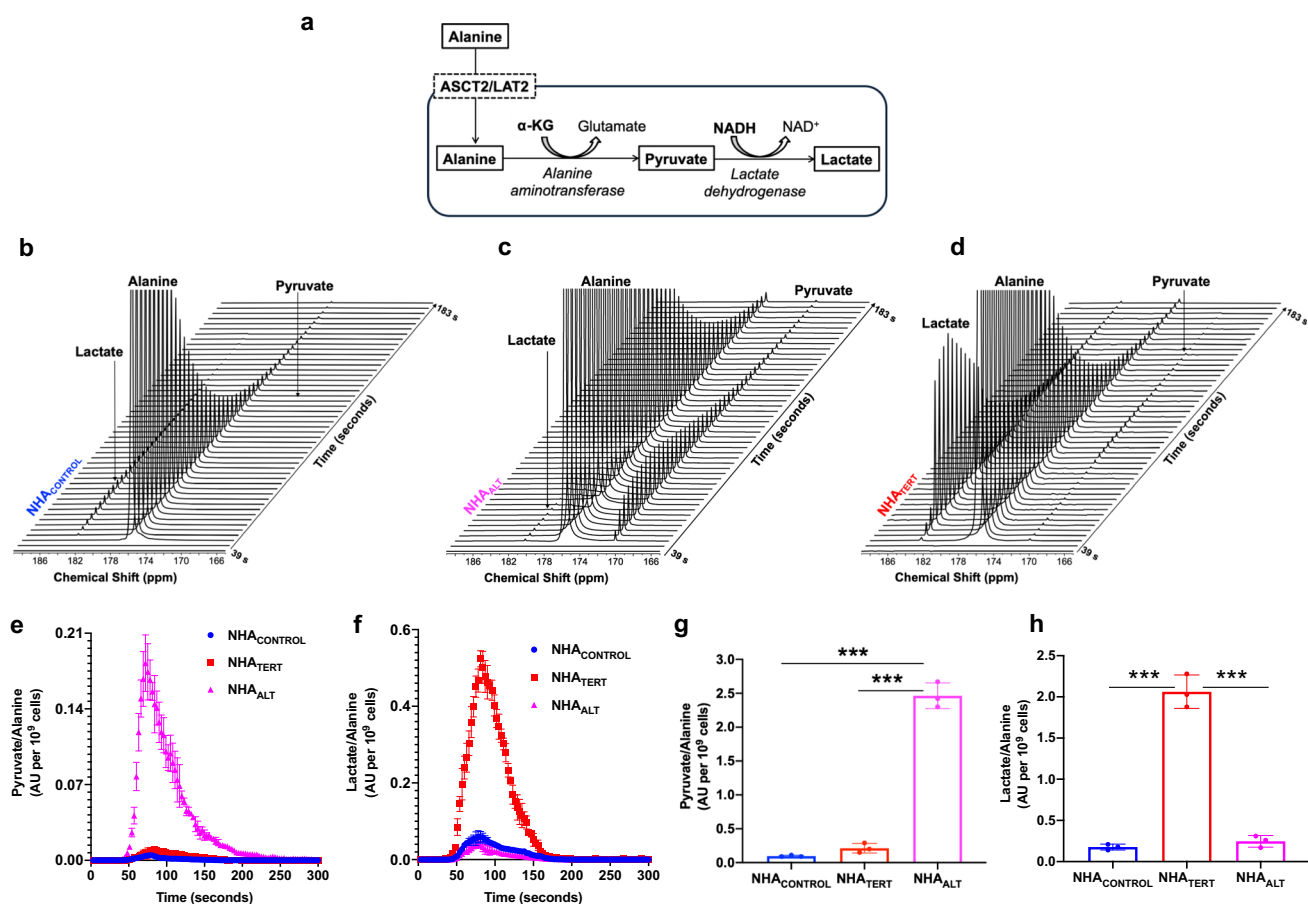 a
Alanine
ASCT2/LAT2
α-KG Glutamate NADH NAD⁺
Alanine Pyruvate Lactate
Alanine Lactate
aminotransferase dehydrogenase
b
Alanine
Pyruvate
Lactate
183 s
Time (seconds)
39 s
NHACONTROL
186 182 178 174 170 166
Chemical Shift (ppm)
c
Alanine
Pyruvate
Lactate
183 s
Time (seconds)
39 s
NHAALT
186 182 178 174 170 166
Chemical Shift (ppm)
d
Alanine
Pyruvate
Lactate
183 s
Time (seconds)
39 s
NHATERT
186 182 178 174 170 166
Chemical Shift (ppm)
e
Pyruvate/Alanine
(AU per 10⁹ cells)
0.21
0.14
0.07
0.00
0 50 100 150 200 250 300
Time (seconds)
NHACONTROL
NHATERT
NHAALT
f
Lactate/Alanine
(AU per 10⁹ cells)
0.6
0.4
0.2
0.0
0 50 100 150 200 250 300
Time (seconds)
NHACONTROL
NHATERT
NHAALT
g
Pyruvate/Alanine
(AU per 10⁹ cells)
3.0
2.5
2.0
1.5
1.0
0.5
0.0
***
***
NHACONTROL NHATERT NHAALT
h
Lactate/Alanine
(AU per 10⁹ cells)
2.5
2.0
1.5
1.0
0.5
0.0
*** ***
NHACONTROL NHATERT NHAALT